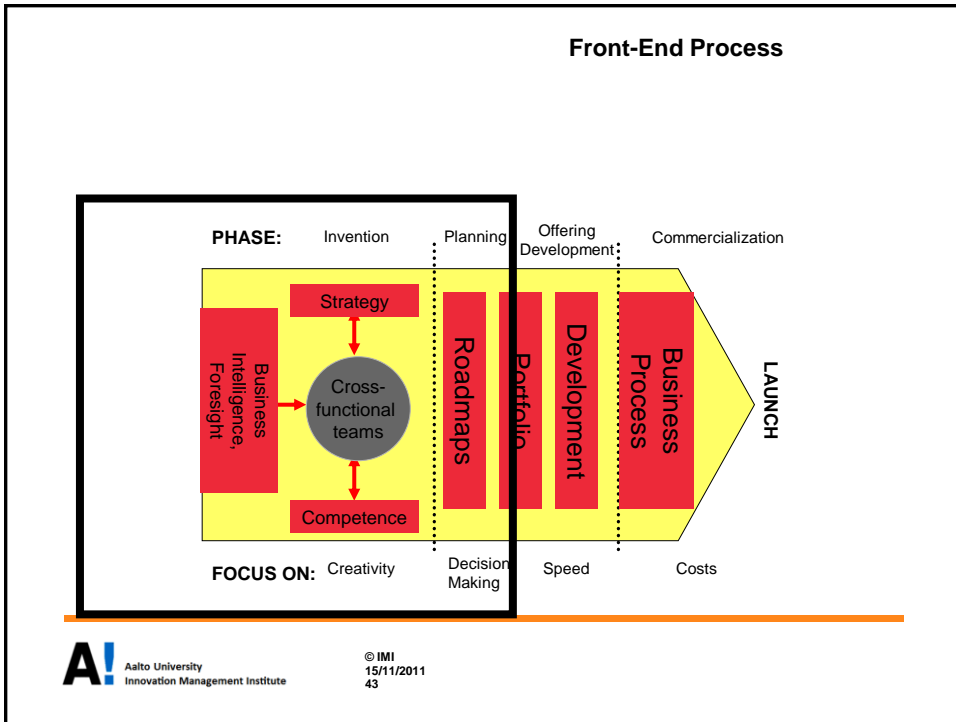 Front-End Process
PHASE:
Invention
Planning
Offering
Development
Commercialization
Strategy
Business
Intelligence,
Foresight
Cross-
functional
teams
Competence
Roadmaps
Portfolio
Development
Business
Process
LAUNCH
FOCUS ON:
Creativity
Decision
Making
Speed
Costs
A!
Aalto University
Innovation Management Institute
© IMI
15/11/2011
43